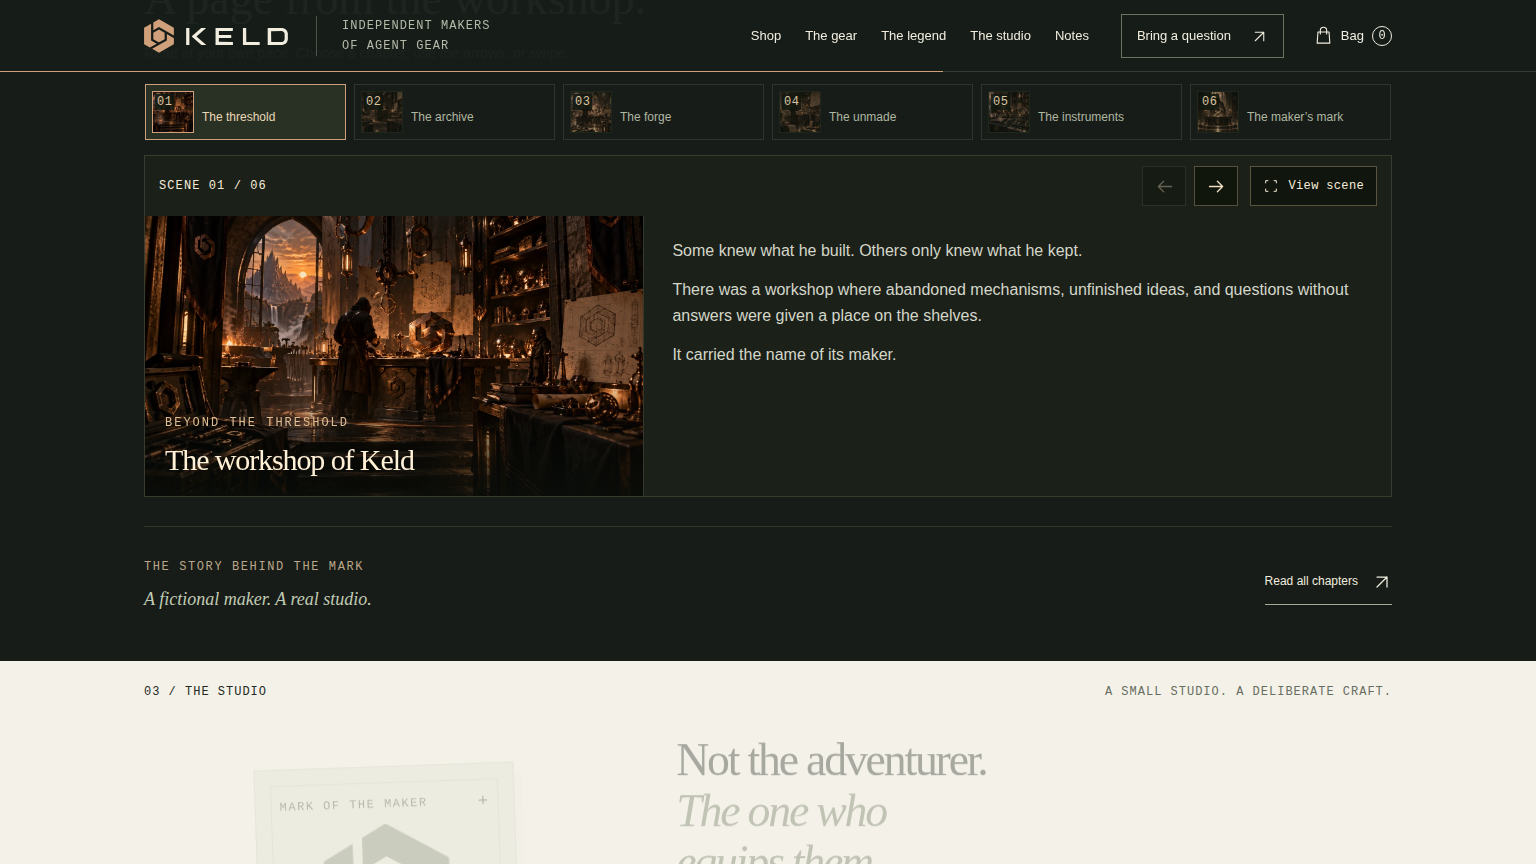 A page from the workshop.
KELD
INDEPENDENT MAKERS
OF AGENT GEAR
Shop
The gear
The legend
The studio
Notes
Bring a question
Bag
0
01
The threshold
02
The archive
03
The forge
04
The unmade
05
The instruments
06
The maker’s mark
SCENE 01 / 06
View scene
BEYOND THE THRESHOLD
The workshop of Keld
Some knew what he built. Others only knew what he kept.
There was a workshop where abandoned mechanisms, unfinished ideas, and questions without
answers were given a place on the shelves.
It carried the name of its maker.
THE STORY BEHIND THE MARK
A fictional maker. A real studio.
Read all chapters
03 / THE STUDIO
A SMALL STUDIO. A DELIBERATE CRAFT.
MARK OF THE MAKER
+
Not the adventurer.
The one who
equips them.